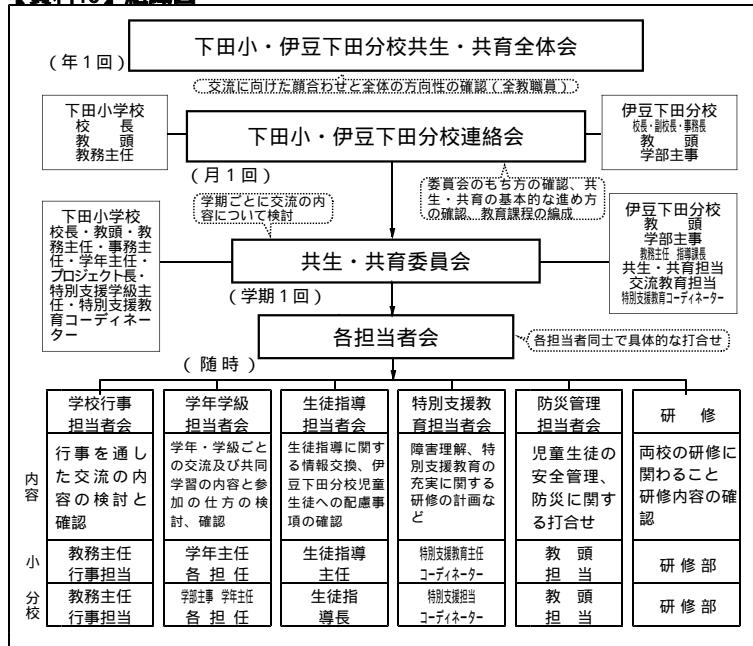 下田小・伊豆下田分校共生・共育全体会
(年1回)
交流に向けた顔合わせと全体の方向性の確認(全教職員)
下田小学校
校長
教頭
教務主任
下田小・伊豆下田分校連絡会
伊豆下田分校
校長・副校長・事務長
教頭
学部主事
(月1回)
委員会のもち方の確認、共
生・共育の基本的な進め方
の確認、教育課程の編成
学期ごとに交流の内
容について検討
下田小学校
校長・教頭・教
務主任・事務主
任・学年主任・
プロジェクト長・
特別支援学級主
任・特別支援教
育コーディネー
ター
共生・共育委員会
伊豆下田分校
教頭
学部主事
教務主任 指導課長
共生・共育担当
交流教育担当
特別支援教育コーディネーター
(学期1回)
各担当者会
各担当者同士で具体的な打合せ
(随時)
学校行事
担当者会
学年学級
担当者会
生徒指導
担当者会
特別支援教
育担当者会
防災管理
担当者会
研修
内容
行事を通し
た交流の内
容の検討と
確認
学年・学級ごと
の交流及び共同
学習の内容と参
加の仕方の検
討、確認
生徒指導に関す
る情報交換、伊
豆下田分校児童
生徒への配慮事
項の確認
障害理解、特
別支援教育の
充実に関する
研修の計画な
ど
児童生徒の
安全管理、
防災に関す
る打合せ
両校の研修に
関わること
研修内容の確
認
小
教務主任
行事担当
学年主任
各担任
生徒指導
主任
特別支援教育主任
コーディネーター
教頭
担当
研修部
分校
教務主任
行事担当
学部主事 学年主任
各担任
生徒指
導長
特別支援担当
コーディネーター
教頭
担当
研修部